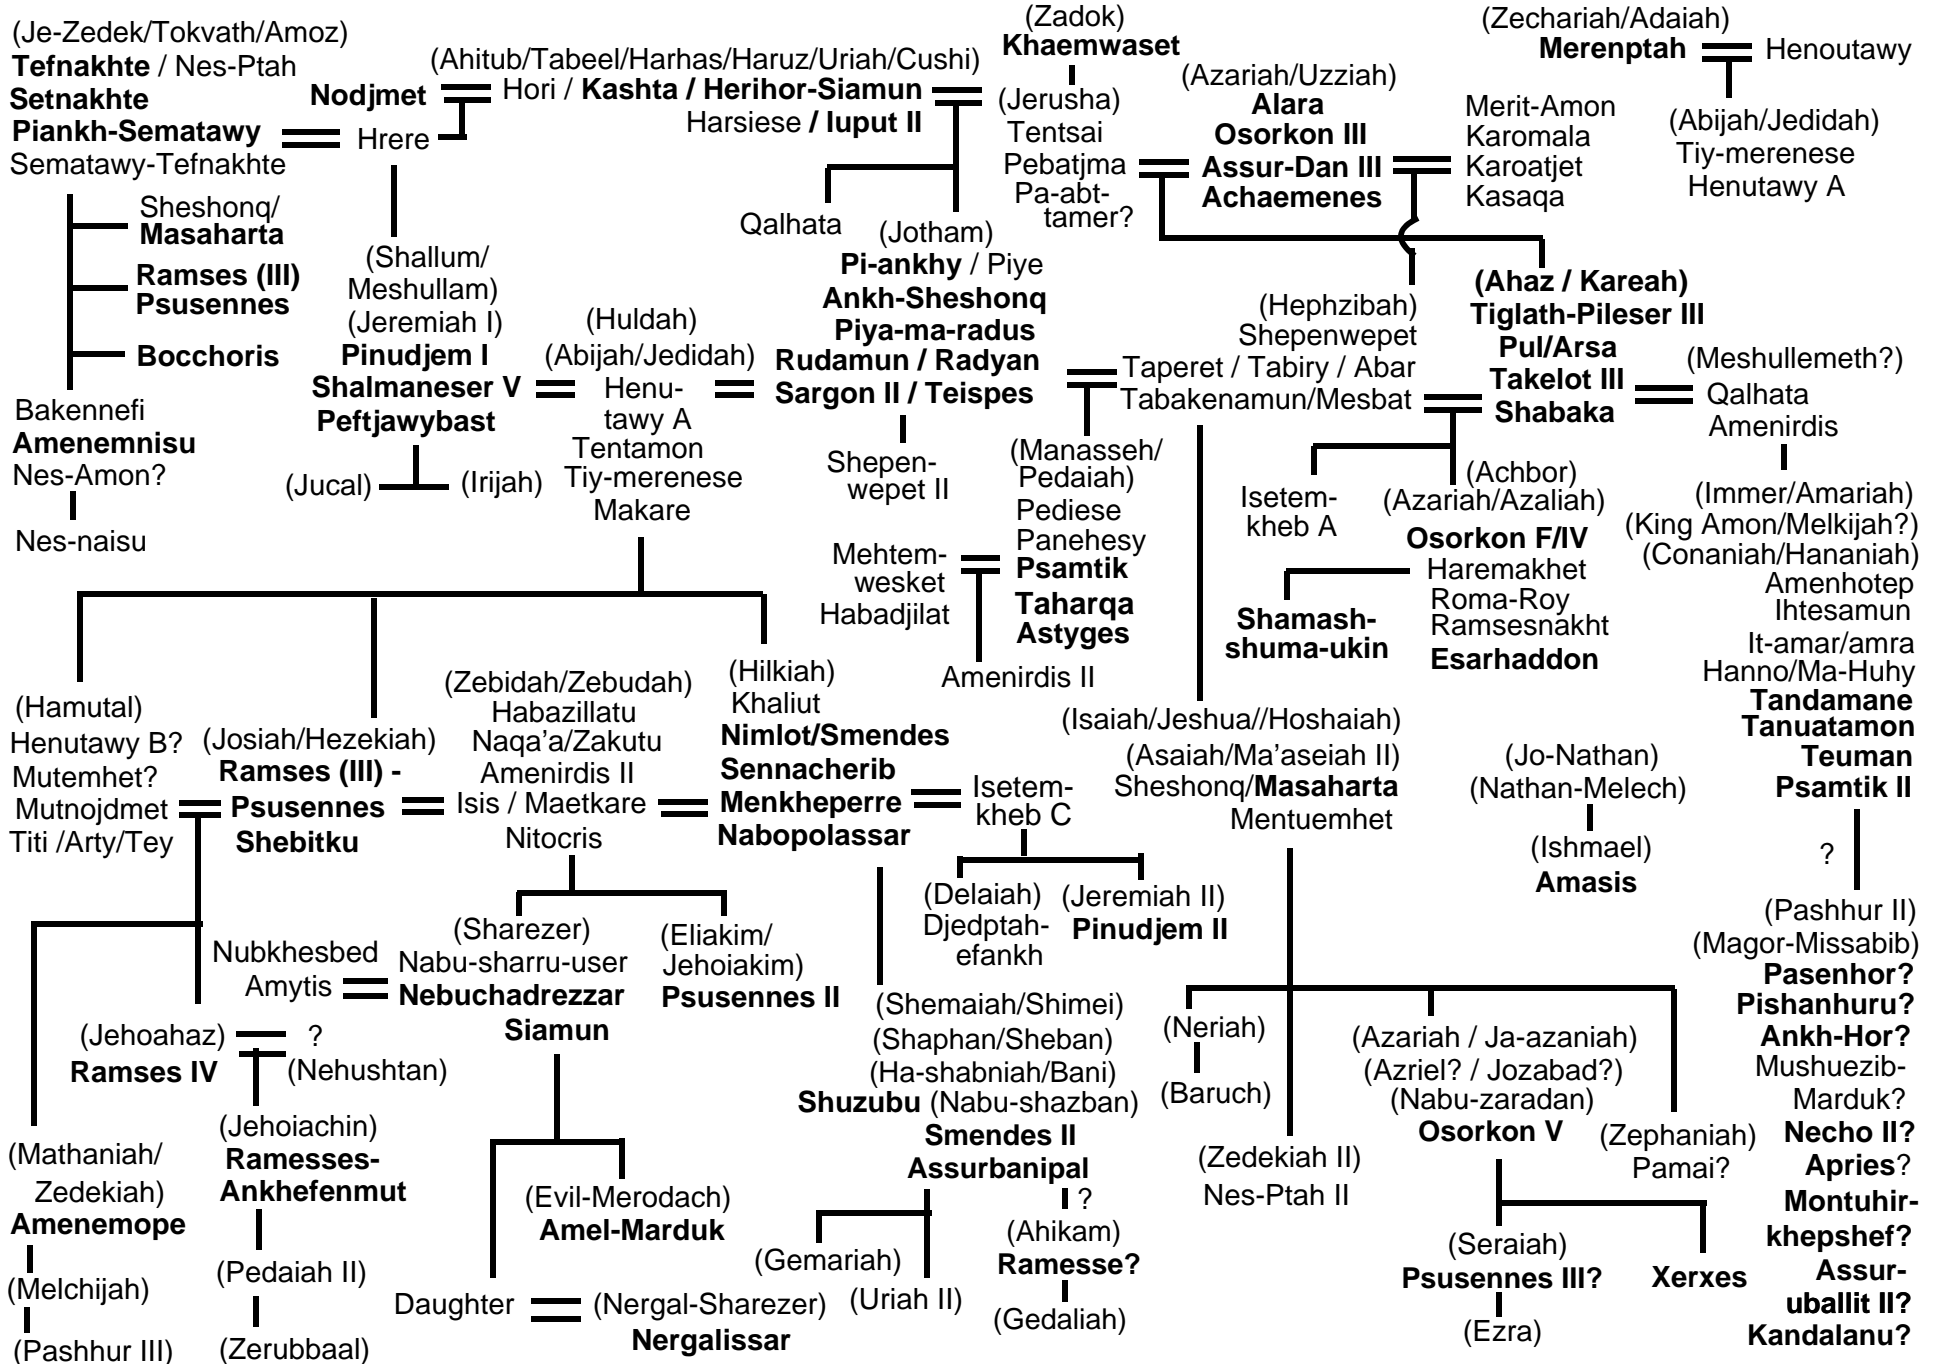 (Je-Zedek/Tokvath/Amoz)
Tefnakhte / Nes-Ptah
Setnakhte
Piankh-Sematawy
Sematawy-Tefnakhte
Nodjmet
Hrere
(Ahitub/Tabeel/Harhas/Haruz/Uriah/Cushi)
Hori / Kashta / Herihor-Siamun
Harsiese / Iuput II
(Zadok)
Khaemwaset
(Jerusha)
Tentsai
Pebatjma
Pa-abt-
tamer?
(Azariah/Uzziah)
Alara
Osorkon III
Assur-Dan III
Achaemenes
Merit-Amon
Karomala
Karoatjet
Kasaqa
(Zechariah/Adaiah)
Merenptah
Henoutawy
(Abijah/Jedidah)
Tiy-merenese
Henutawy A
Sheshonq/
Masaharta
Ramses (III)
Psusennes
Bocchoris
Bakennefi
Amenemnisu
Nes-Amon?
Nes-naisu
(Shallum/
Meshullam)
(Jeremiah I)
Pinudjem I
Shalmaneser V
Peftjawybast
(Jucal)
(Irijah)
(Huldah)
(Abijah/Jedidah)
Henu-
tawy A
Tentamon
Tiy-merenese
Makare
Qalhata
(Jotham)
Pi-ankhy / Piye
Ankh-Sheshonq
Piya-ma-radus
Rudamun / Radyan
Sargon II / Teispes
Shepen-
wepet II
(Hephzibah)
Shepenwepet
Taperet / Tabiry / Abar
Tabakenamun/Mesbat
(Ahaz / Kareah)
Tiglath-Pileser III
Pul/Arsa
Takelot III
Shabaka
(Meshullemeth?)
Qalhata
Amenirdis
(Manasseh/
Pedaiah)
Pediese
Panehesy
Psamtik
Taharqa
Astyges
Mehtem-
wesket
Habadjilat
Amenirdis II
Isetem-
kheb A
(Achbor)
(Azariah/Azaliah)
Osorkon F/IV
Haremakhet
Roma-Roy
Ramsesnakht
Esarhaddon
Shamash-
shuma-ukin
(Immer/Amariah)
(King Amon/Melkijah?)
(Conaniah/Hananiah)
Amenhotep
Ihtesamun
It-amar/amra
Hanno/Ma-Huhy
Tandamane
Tanuatamon
Teuman
Psamtik II
(Hamutal)
Henutawy B?
Mutemhet?
Mutnojdmet
Titi /Arty/Tey
(Josiah/Hezekiah)
Ramses (III) -
Psusennes
Shebitku
(Zebidah/Zebudah)
Habazillatu
Naqa'a/Zakutu
Amenirdis II
Isis / Maetkare
Nitocris
(Hilkiah)
Khaliut
Nimlot/Smendes
Sennacherib
Menkheperre
Nabopolassar
Isetem-
kheb C
(Isaiah/Jeshua//Hoshaiah)
(Asaiah/Ma'aseiah II)
Sheshonq/Masaharta
Mentuemhet
(Jo-Nathan)
(Nathan-Melech)
(Ishmael)
Amasis
?
(Delaiah)
Djedptah-
efankh
(Jeremiah II)
Pinudjem II
Nubkhesbed
Amytis
(Sharezer)
Nabu-sharru-user
Nebuchadrezzar
Siamun
(Eliakim/
Jehoiakim)
Psusennes II
(Jehoahaz)
Ramses IV
?
(Nehushtan)
(Shemaiah/Shimei)
(Shaphan/Sheban)
(Ha-shabniah/Bani)
Shuzubu (Nabu-shazban)
Smendes II
Assurbanipal
(Neriah)
(Baruch)
(Zedekiah II)
Nes-Ptah II
(Azariah / Ja-azaniah)
(Azriel? / Jozabad?)
(Nabu-zaradan)
Osorkon V
(Zephaniah)
Pamai?
(Pashhur II)
(Magor-Missabib)
Pasenhor?
Pishanhuru?
Ankh-Hor?
Mushuezib-
Marduk?
Necho II?
Apries?
Montuhir-
khepshef?
Assur-
uballit II?
Kandalanu?
(Mathaniah/
Zedekiah)
Amenemope
(Melchijah)
(Pashhur III)
(Jehoiachin)
Ramesses-
Ankhefenmut
(Pedaiah II)
(Zerubbaal)
(Evil-Merodach)
Amel-Marduk
Daughter
(Nergal-Sharezer)
Nergalissar
(Gemariah)
(Uriah II)
?
(Ahikam)
Ramesse?
(Gedaliah)
(Seraiah)
Psusennes III?
(Ezra)
Xerxes